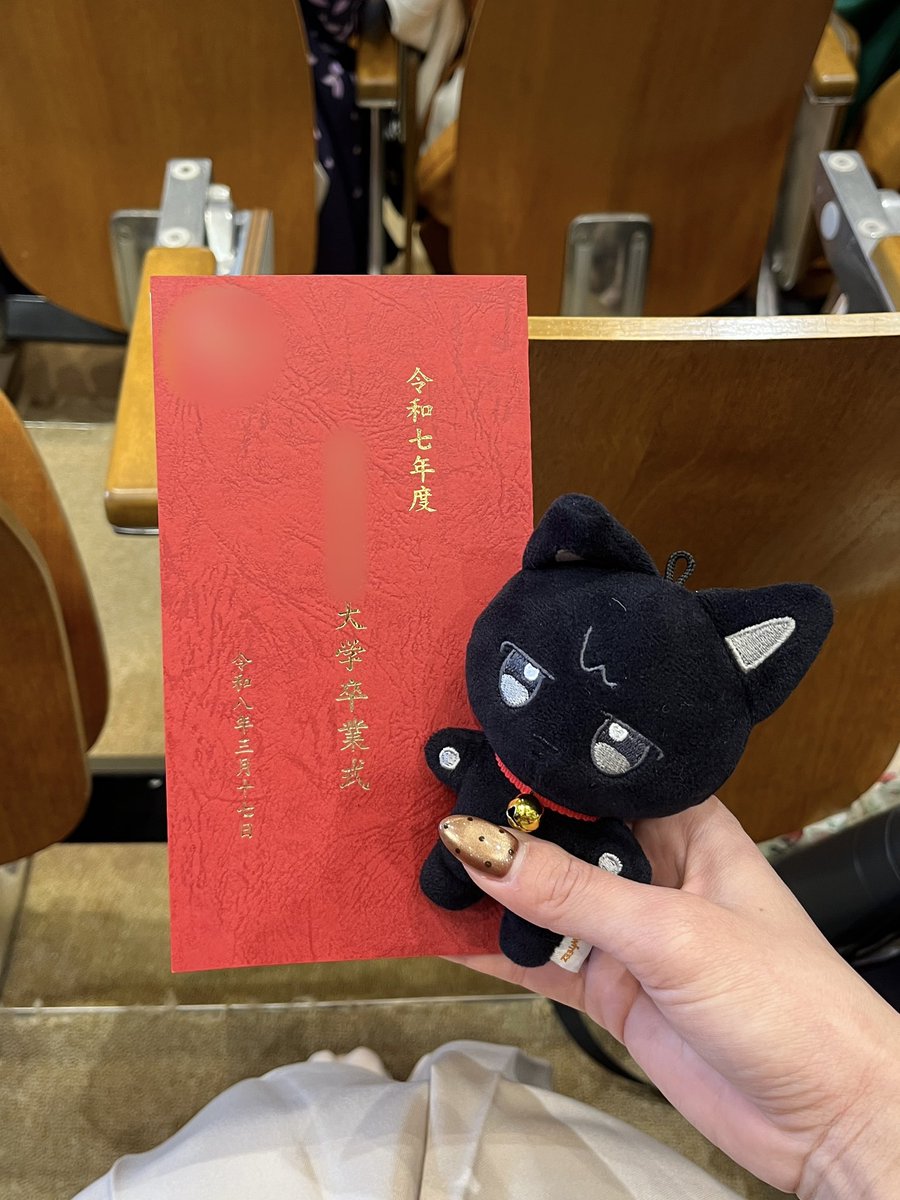 令和七年度
大学卒業式
令和八年三月十七日